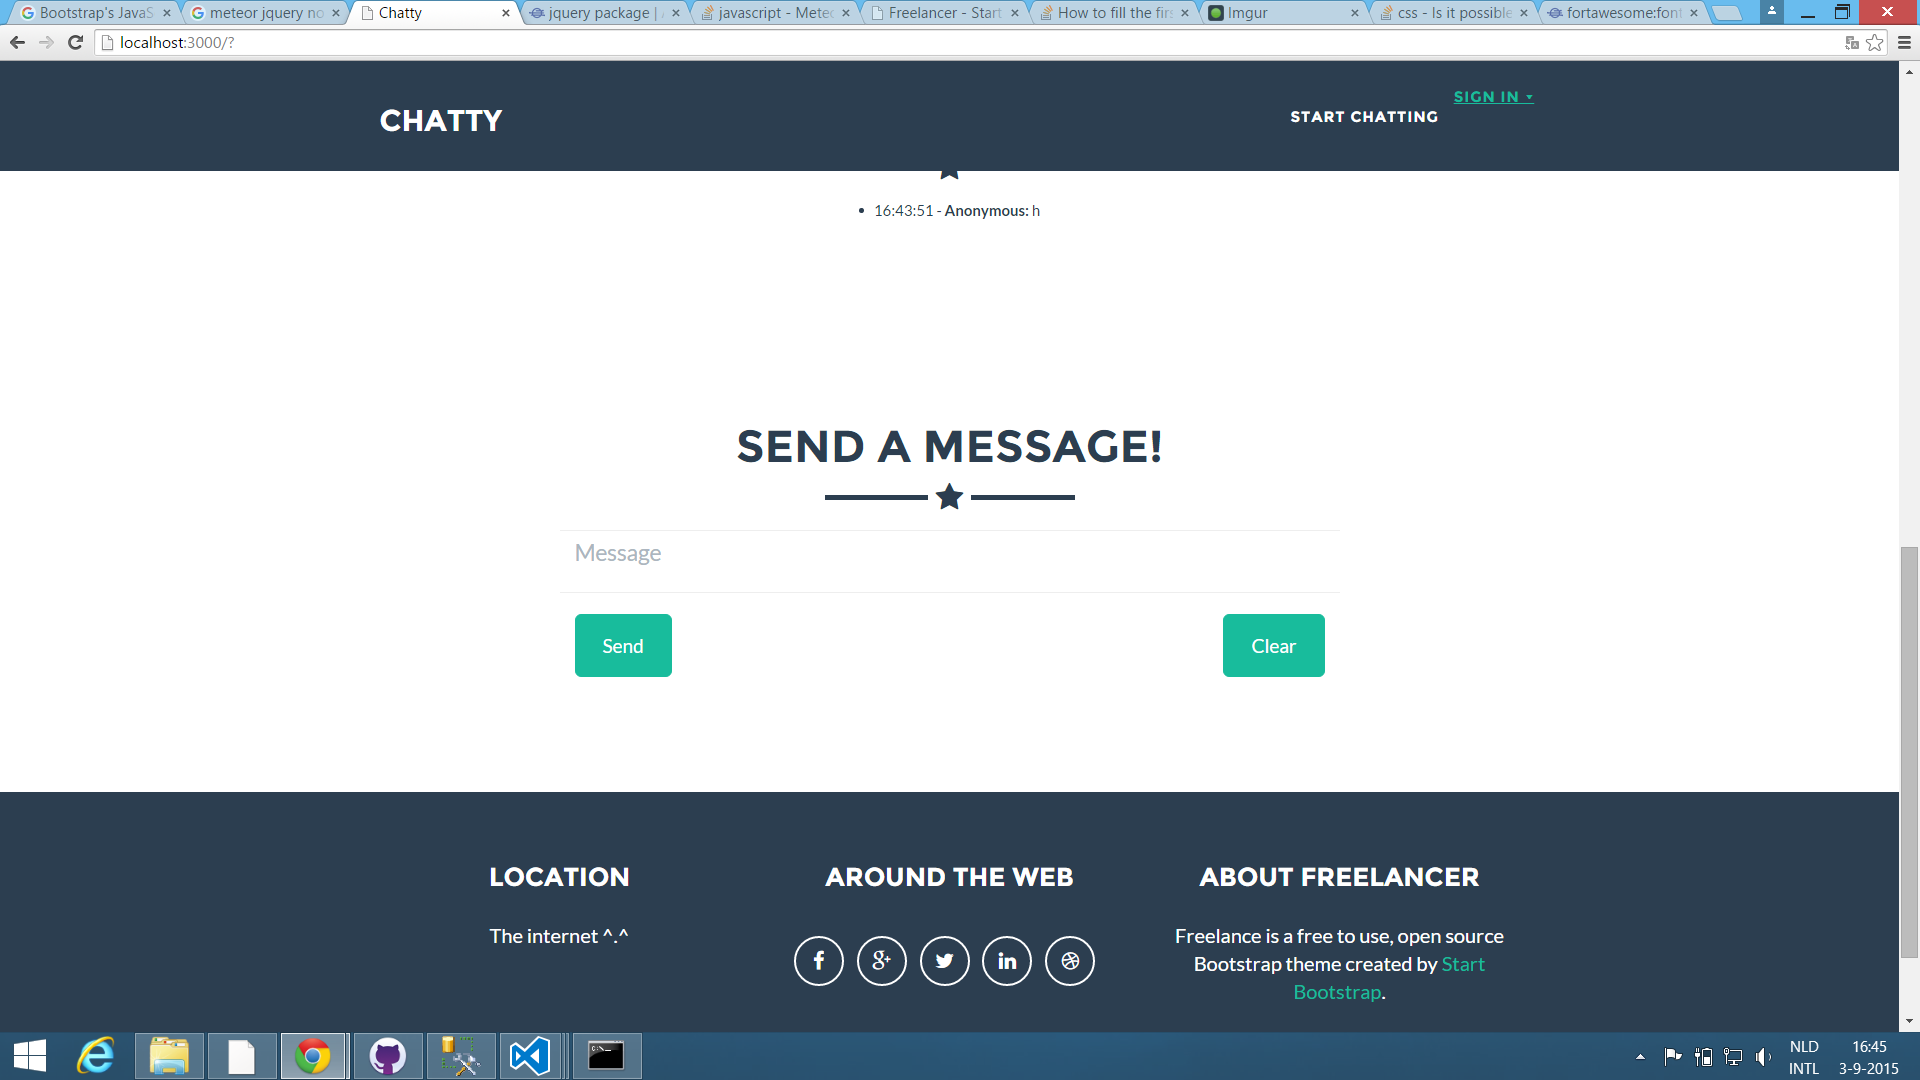 Bootstrap's JavaS
meteor jquery no
Chatty
jquery package |
javascript - Metec
Freelancer - Start
How to fill the firs
Imgur
css - Is it possible
fortawesome:font
localhost:3000/?
CHATTY
START CHATTING
SIGN IN
16:43:51 - Anonymous: h
SEND A MESSAGE!
Message
Send
Clear
LOCATION
The internet ^.^
AROUND THE WEB
ABOUT FREELANCER
Freelance is a free to use, open source
Bootstrap theme created by Start
Bootstrap.
NLD
INTL
16:45
3-9-2015